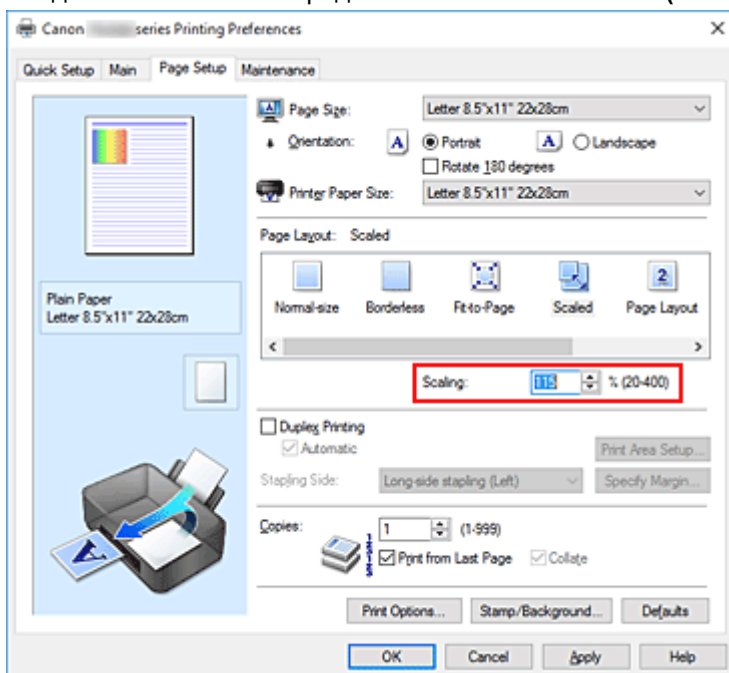 Canon series Printing Preferences
Quick Setup Main Page Setup Maintenance
Page Size: Letter 8.5"x11" 22x28cm
Orientation: A Portrait A Landscape
Rotate 180 degrees
Printer Paper Size: Letter 8.5"x11" 22x28cm
Page Layout: Scaled
Normal-size Borderless Fit-to-Page Scaled 2 Page Layout
Plain Paper
Letter 8.5"x11" 22x28cm
Scaling: 115 % (20-400)
Duplex Printing
Automatic
Print Area Setup...
Stapling Side: Long-side stapling (Left) Specify Margin...
Copies: 1 (1-999)
Print from Last Page Collate
Print Options... Stamp/Background... Defaults
OK Cancel Apply Help